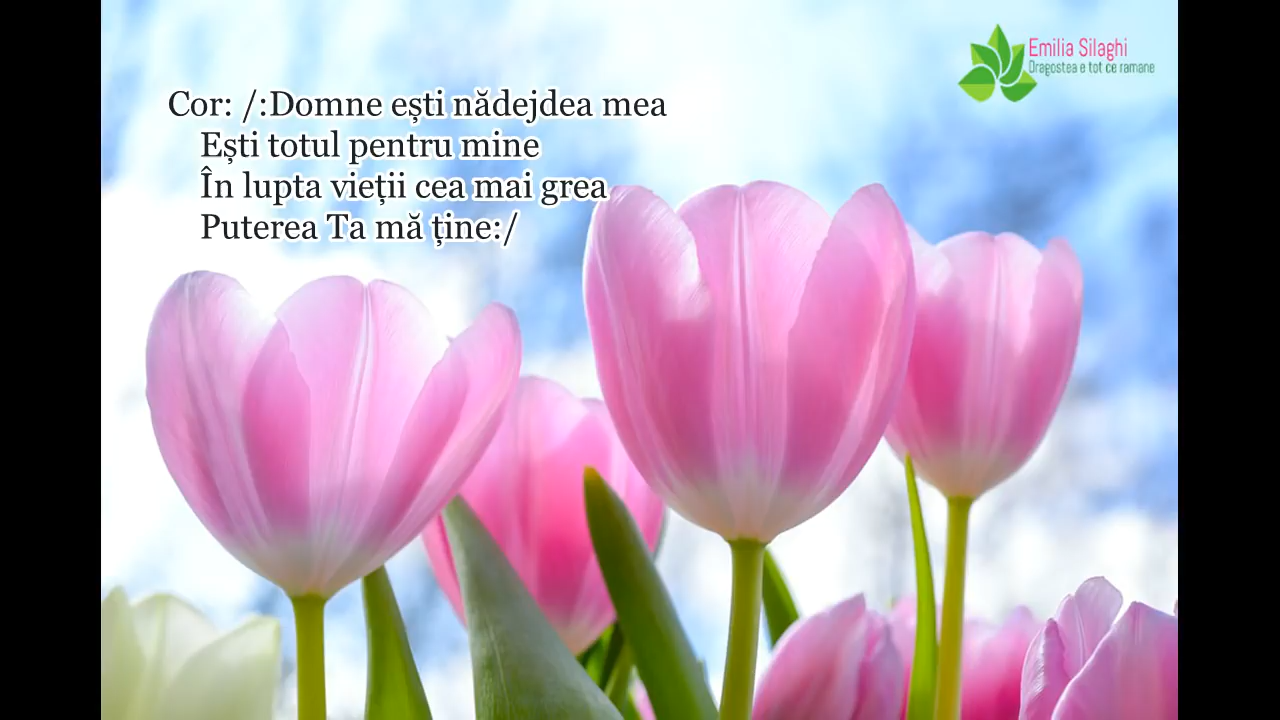 Emilia Silaghi
Dragostea e tot ce ramane
Cor: /:Domne ești nădejdea mea
Ești totul pentru mine
În lupta vieții cea mai grea
Puterea Ta mă ține:/